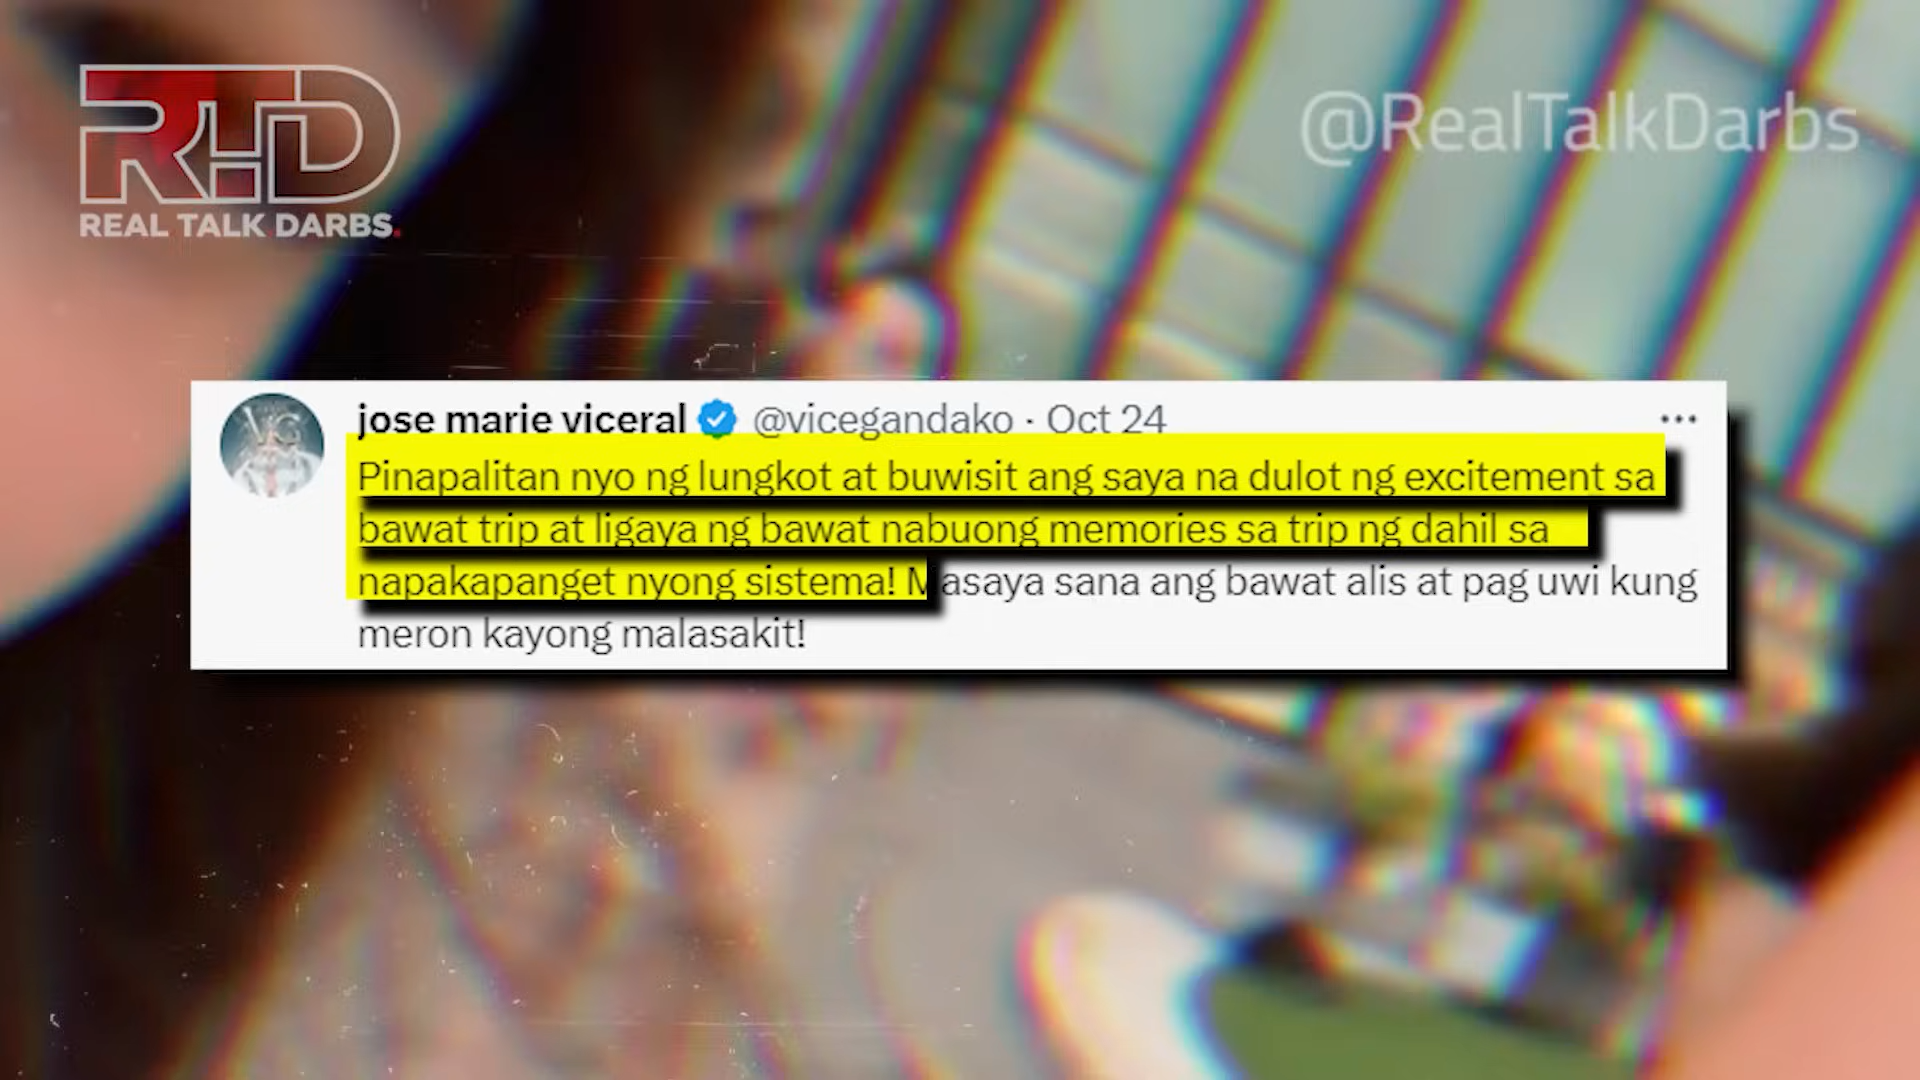 RTD
REAL TALK DARBS.
@RealTalkDarbs
jose marie viceral @vicegandako · Oct 24
Pinapalitan nyo ng lungkot at buwisit ang saya na dulot ng excitement sa
bawat trip at ligaya ng bawat nabuong memories sa trip ng dahil sa
napakapanget nyong sistema! Masaya sana ang bawat alis at pag uwi kung
meron kayong malasakit!